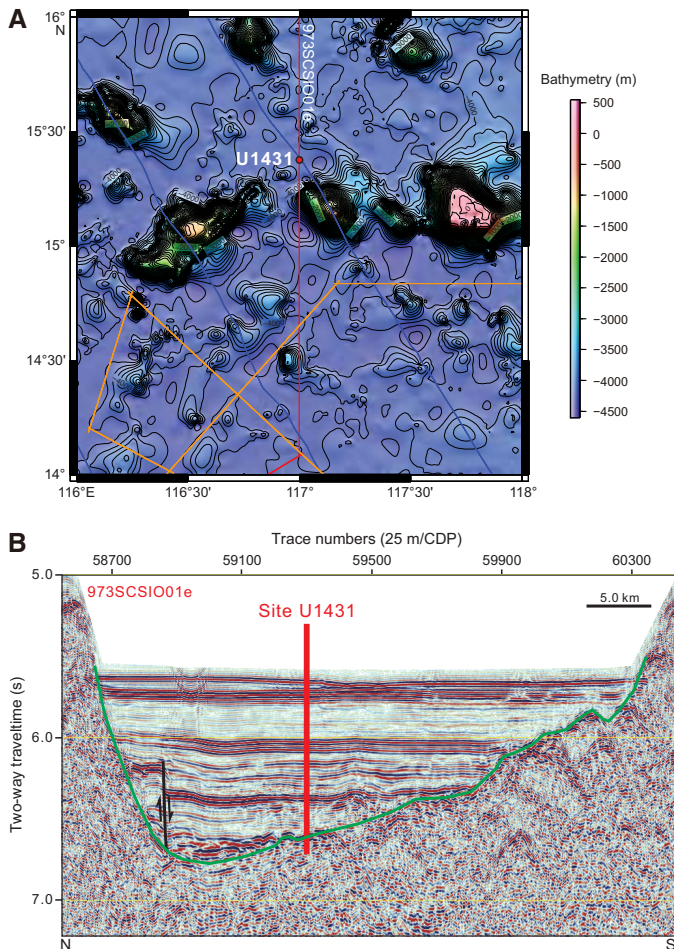 A
16°
N
15°30'
15°
14°30'
14°
116°E
116°30'
117°
117°30'
118°
973SCSIO01e
U1431
-3000
Bathymetry (m)
500
0
−500
−1000
−1500
−2000
−2500
−3000
−3500
−4000
−4500
B
Trace numbers (25 m/CDP)
58700
59100
59500
59900
60300
5.0
6.0
7.0
Two-way traveltime (s)
973SCSIO01e
Site U1431
5.0 km
N
S